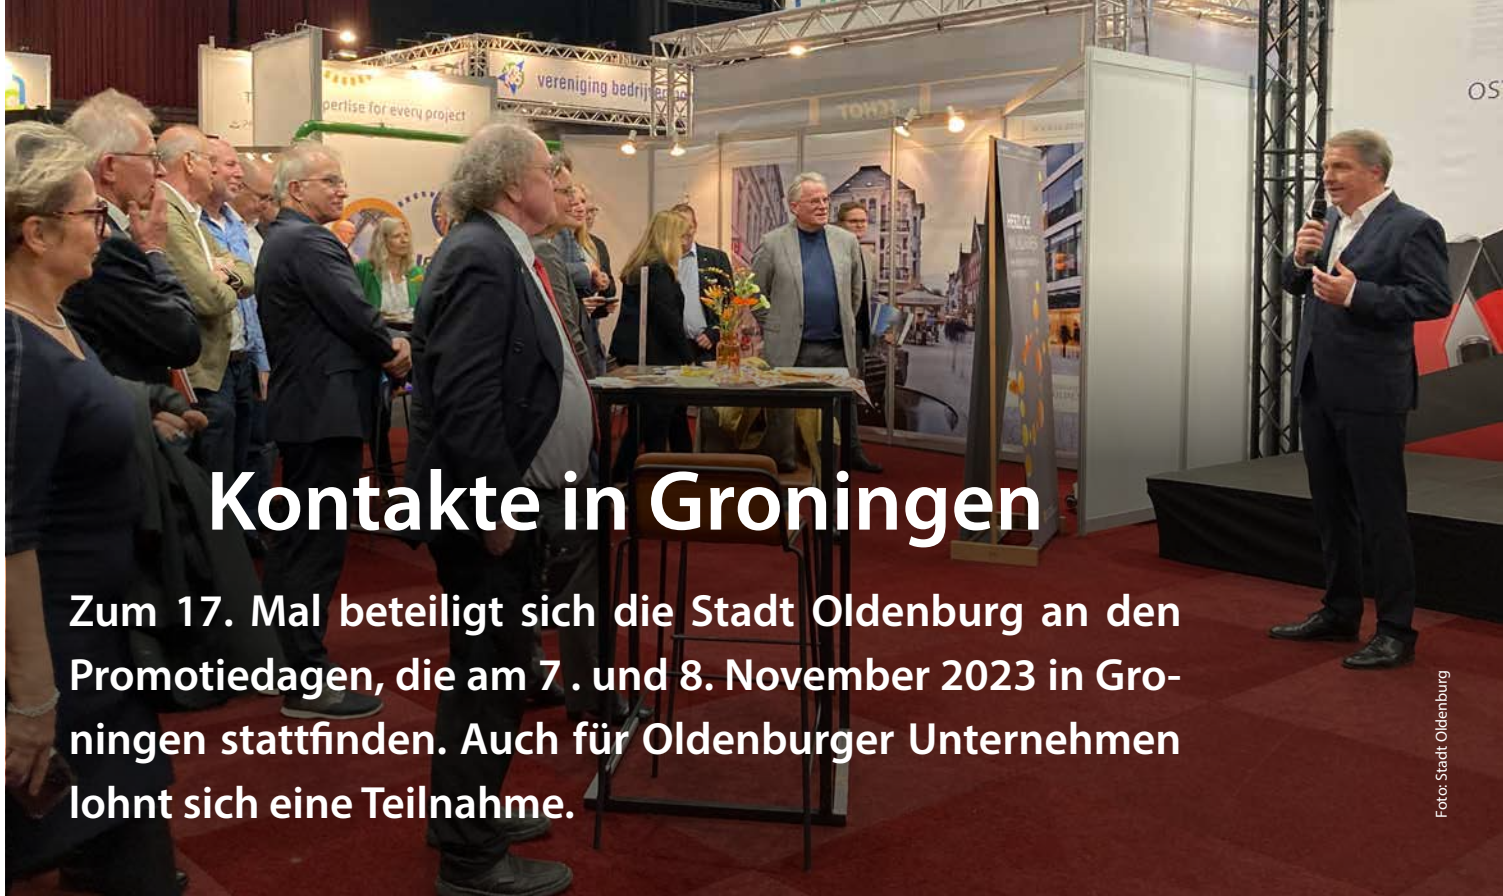 vereniging bedrijven
pertise for every project
HERZLICH
Kontakte in Groningen
Zum 17. Mal beteiligt sich die Stadt Oldenburg an den
Promotiedagen, die am 7 . und 8. November 2023 in Gro-
ningen stattfinden. Auch für Oldenburger Unternehmen
lohnt sich eine Teilnahme.
Foto: Stadt Oldenburg